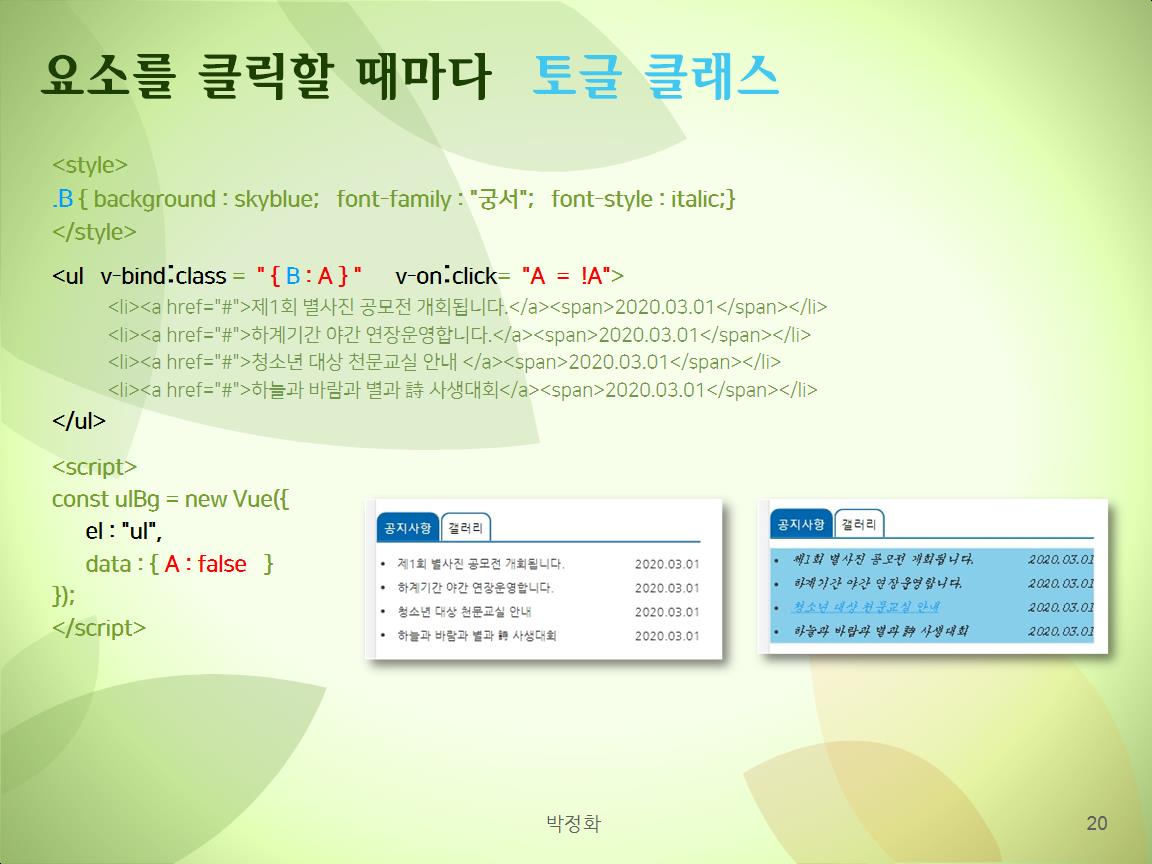 요소를 클릭할 때마다 토글 클래스
<style>
.B { background : skyblue; font-family : "궁서"; font-style : italic;}
</style>
<ul v-bind:class = " { B : A } " v-on:click= "A = !A">
<li><a href="#">제1회 별사진 공모전 개회됩니다.</a><span>2020.03.01</span></li>
<li><a href="#">하계기간 야간 연장운영합니다.</a><span>2020.03.01</span></li>
<li><a href="#">청소년 대상 천문교실 안내 </a><span>2020.03.01</span></li>
<li><a href="#">하늘과 바람과 별과 詩 사생대회</a><span>2020.03.01</span></li>
</ul>
<script>
const ulBg = new Vue({
el : "ul",
data : { A : false }
});
</script>
공지사항 갤러리
• 제1회 별사진 공모전 개회됩니다. 2020.03.01
• 하계기간 야간 연장운영합니다. 2020.03.01
• 청소년 대상 천문교실 안내 2020.03.01
• 하늘과 바람과 별과 詩 사생대회 2020.03.01
공지사항 갤러리
• 제1회 별사진 공모전 개회됩니다. 2020.03.01
• 하계기간 야간 연장운영합니다. 2020.03.01
• 청소년 대상 천문교실 안내 2020.03.01
• 하늘과 바람과 별과 詩 사생대회 2020.03.01
박정화
20